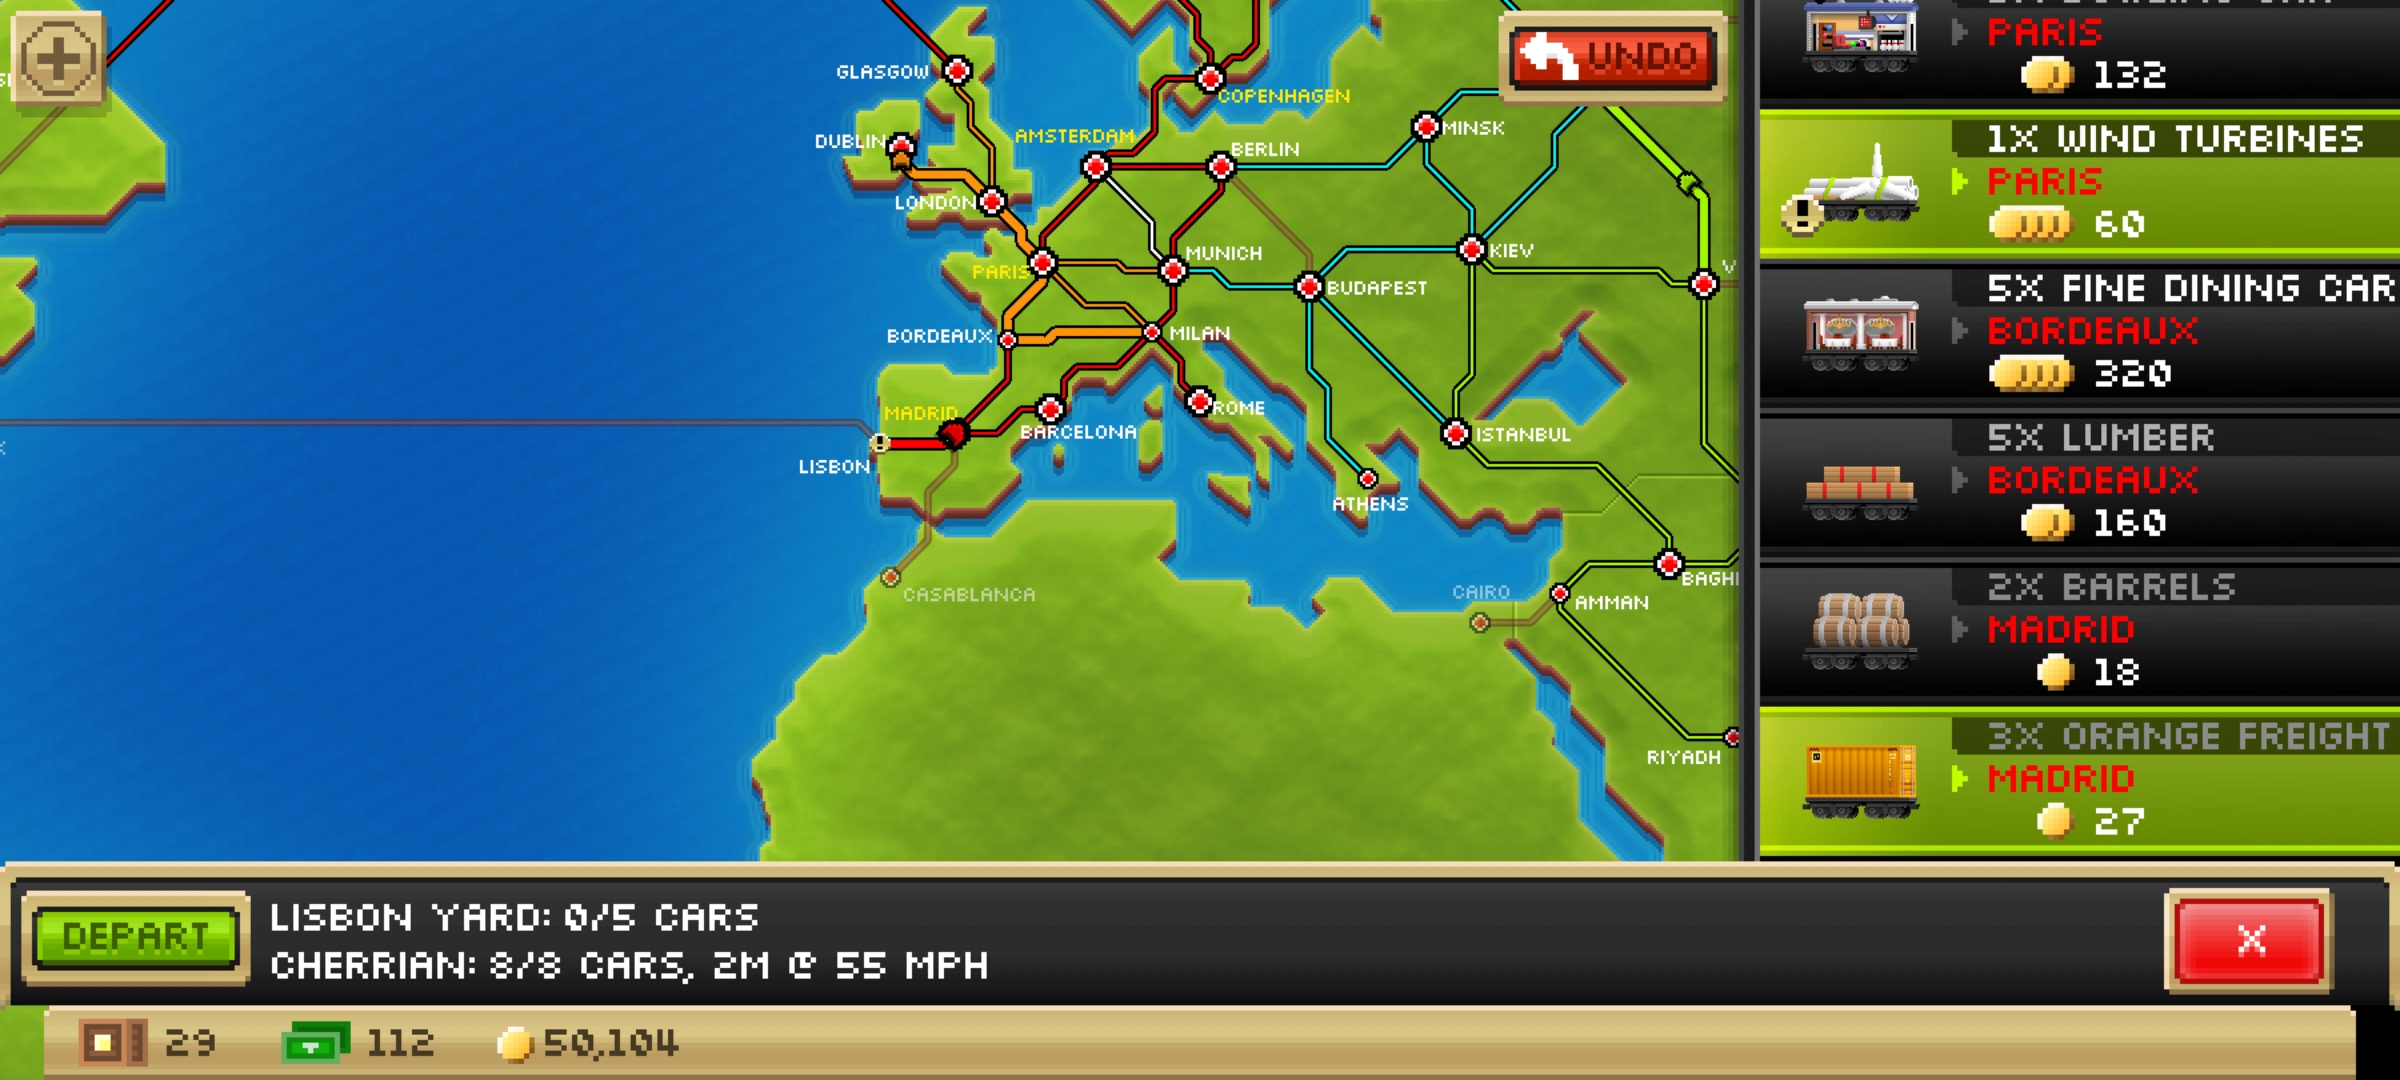 GLASGOW
COPENHAGEN
UNDO
DUBLIN
AMSTERDAM
BERLIN
MINSK
LONDON
MUNICH
KIEV
PARIS
BUDAPEST
BORDEAUX
MILAN
MADRID
BARCELONA
ROME
ISTANBUL
LISBON
ATHENS
CASABLANCA
CAIRO
AMMAN
RIYADH
PARIS
132
1X WIND TURBINES
PARIS
60
5X FINE DINING CAR
BORDEAUX
320
5X LUMBER
BORDEAUX
160
2X BARRELS
MADRID
18
3X ORANGE FREIGHT
MADRID
27
DEPART
LISBON YARD: 0/5 CARS
CHERRIAN: 8/8 CARS, 2M @ 55 MPH
X
29
112
50,104